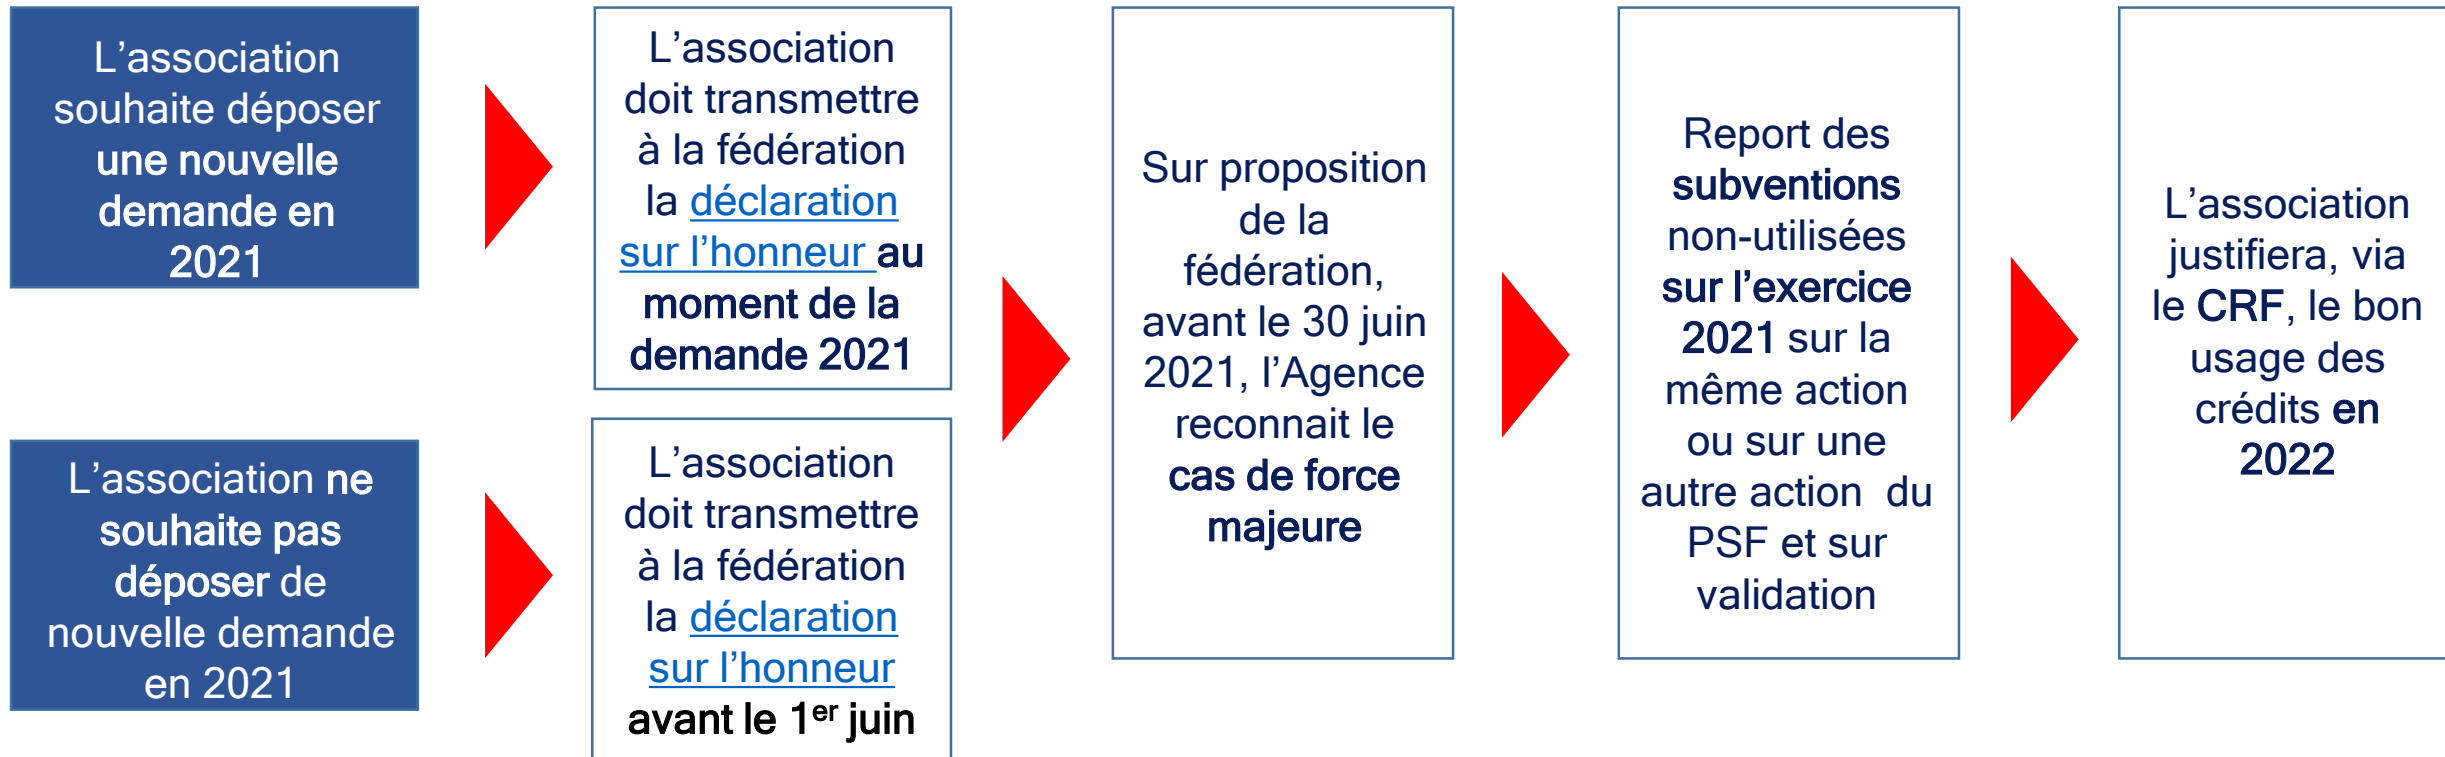 L’association
souhaite déposer
une nouvelle
demande en
2021
L’association
doit transmettre
à la fédération
la déclaration
sur l’honneur au
moment de la
demande 2021
L’association ne
souhaite pas
déposer de
nouvelle demande
en 2021
L’association
doit transmettre
à la fédération
la déclaration
sur l’honneur
avant le 1er juin
Sur proposition
de la
fédération,
avant le 30 juin
2021, l’Agence
reconnait le
cas de force
majeure
Report des
subventions
non-utilisées
sur l’exercice
2021 sur la
même action
ou sur une
autre action du
PSF et sur
validation
L’association
justifiera, via
le CRF, le bon
usage des
crédits en
2022